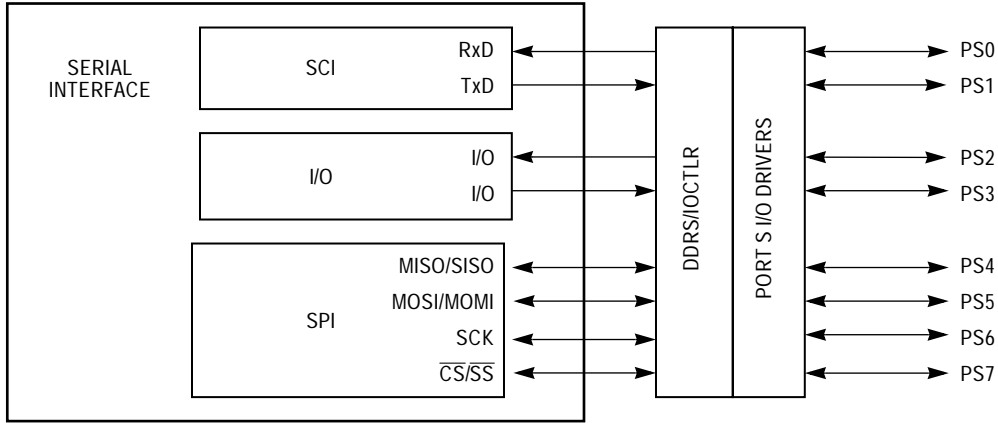 SERIAL
INTERFACE
SCI
RxD
TxD
I/O
I/O
I/O
SPI
MISO/SISO
MOSI/MOMI
SCK
CS/SS
DDRS/IOCTLR
PORT S I/O DRIVERS
PS0
PS1
PS2
PS3
PS4
PS5
PS6
PS7